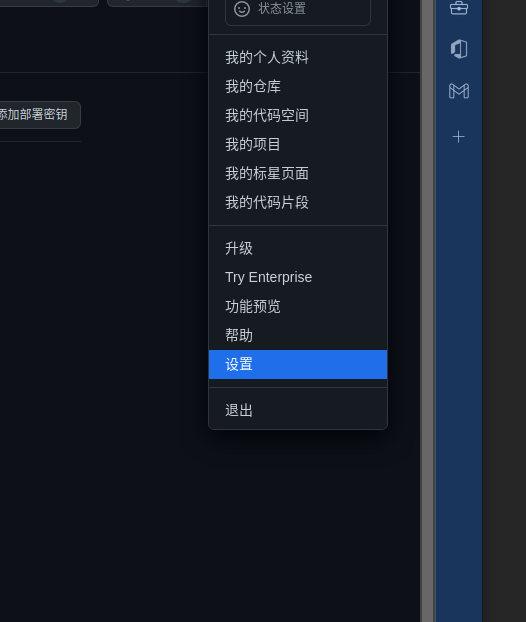 状态设置
我的个人资料
我的仓库
我的代码空间
添加部署密钥
我的项目
我的标星页面
我的代码片段
升级
Try Enterprise
功能预览
帮助
设置
退出